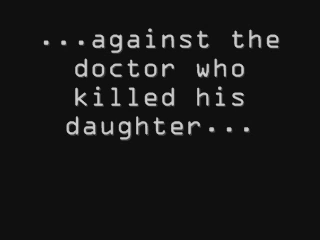 ...against the
doctor who
killed his
daughter...